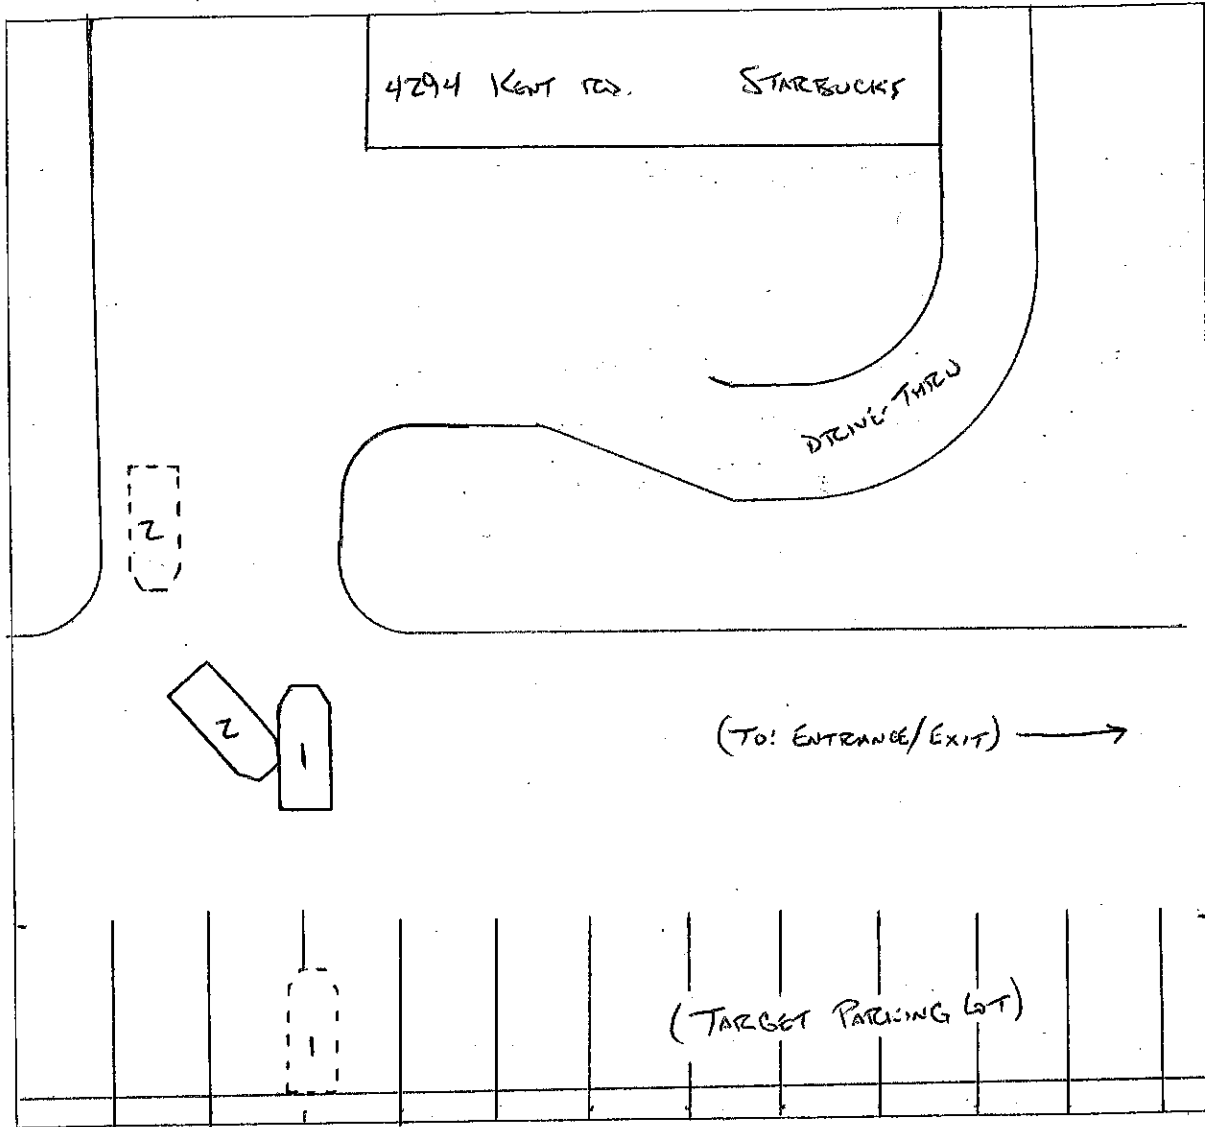 4294 KENT RD. STARBUCKS
DRIVE-THRU
2
2
1
(TO: ENTRANCE/EXIT)
1
(TARGET PARKING LOT)